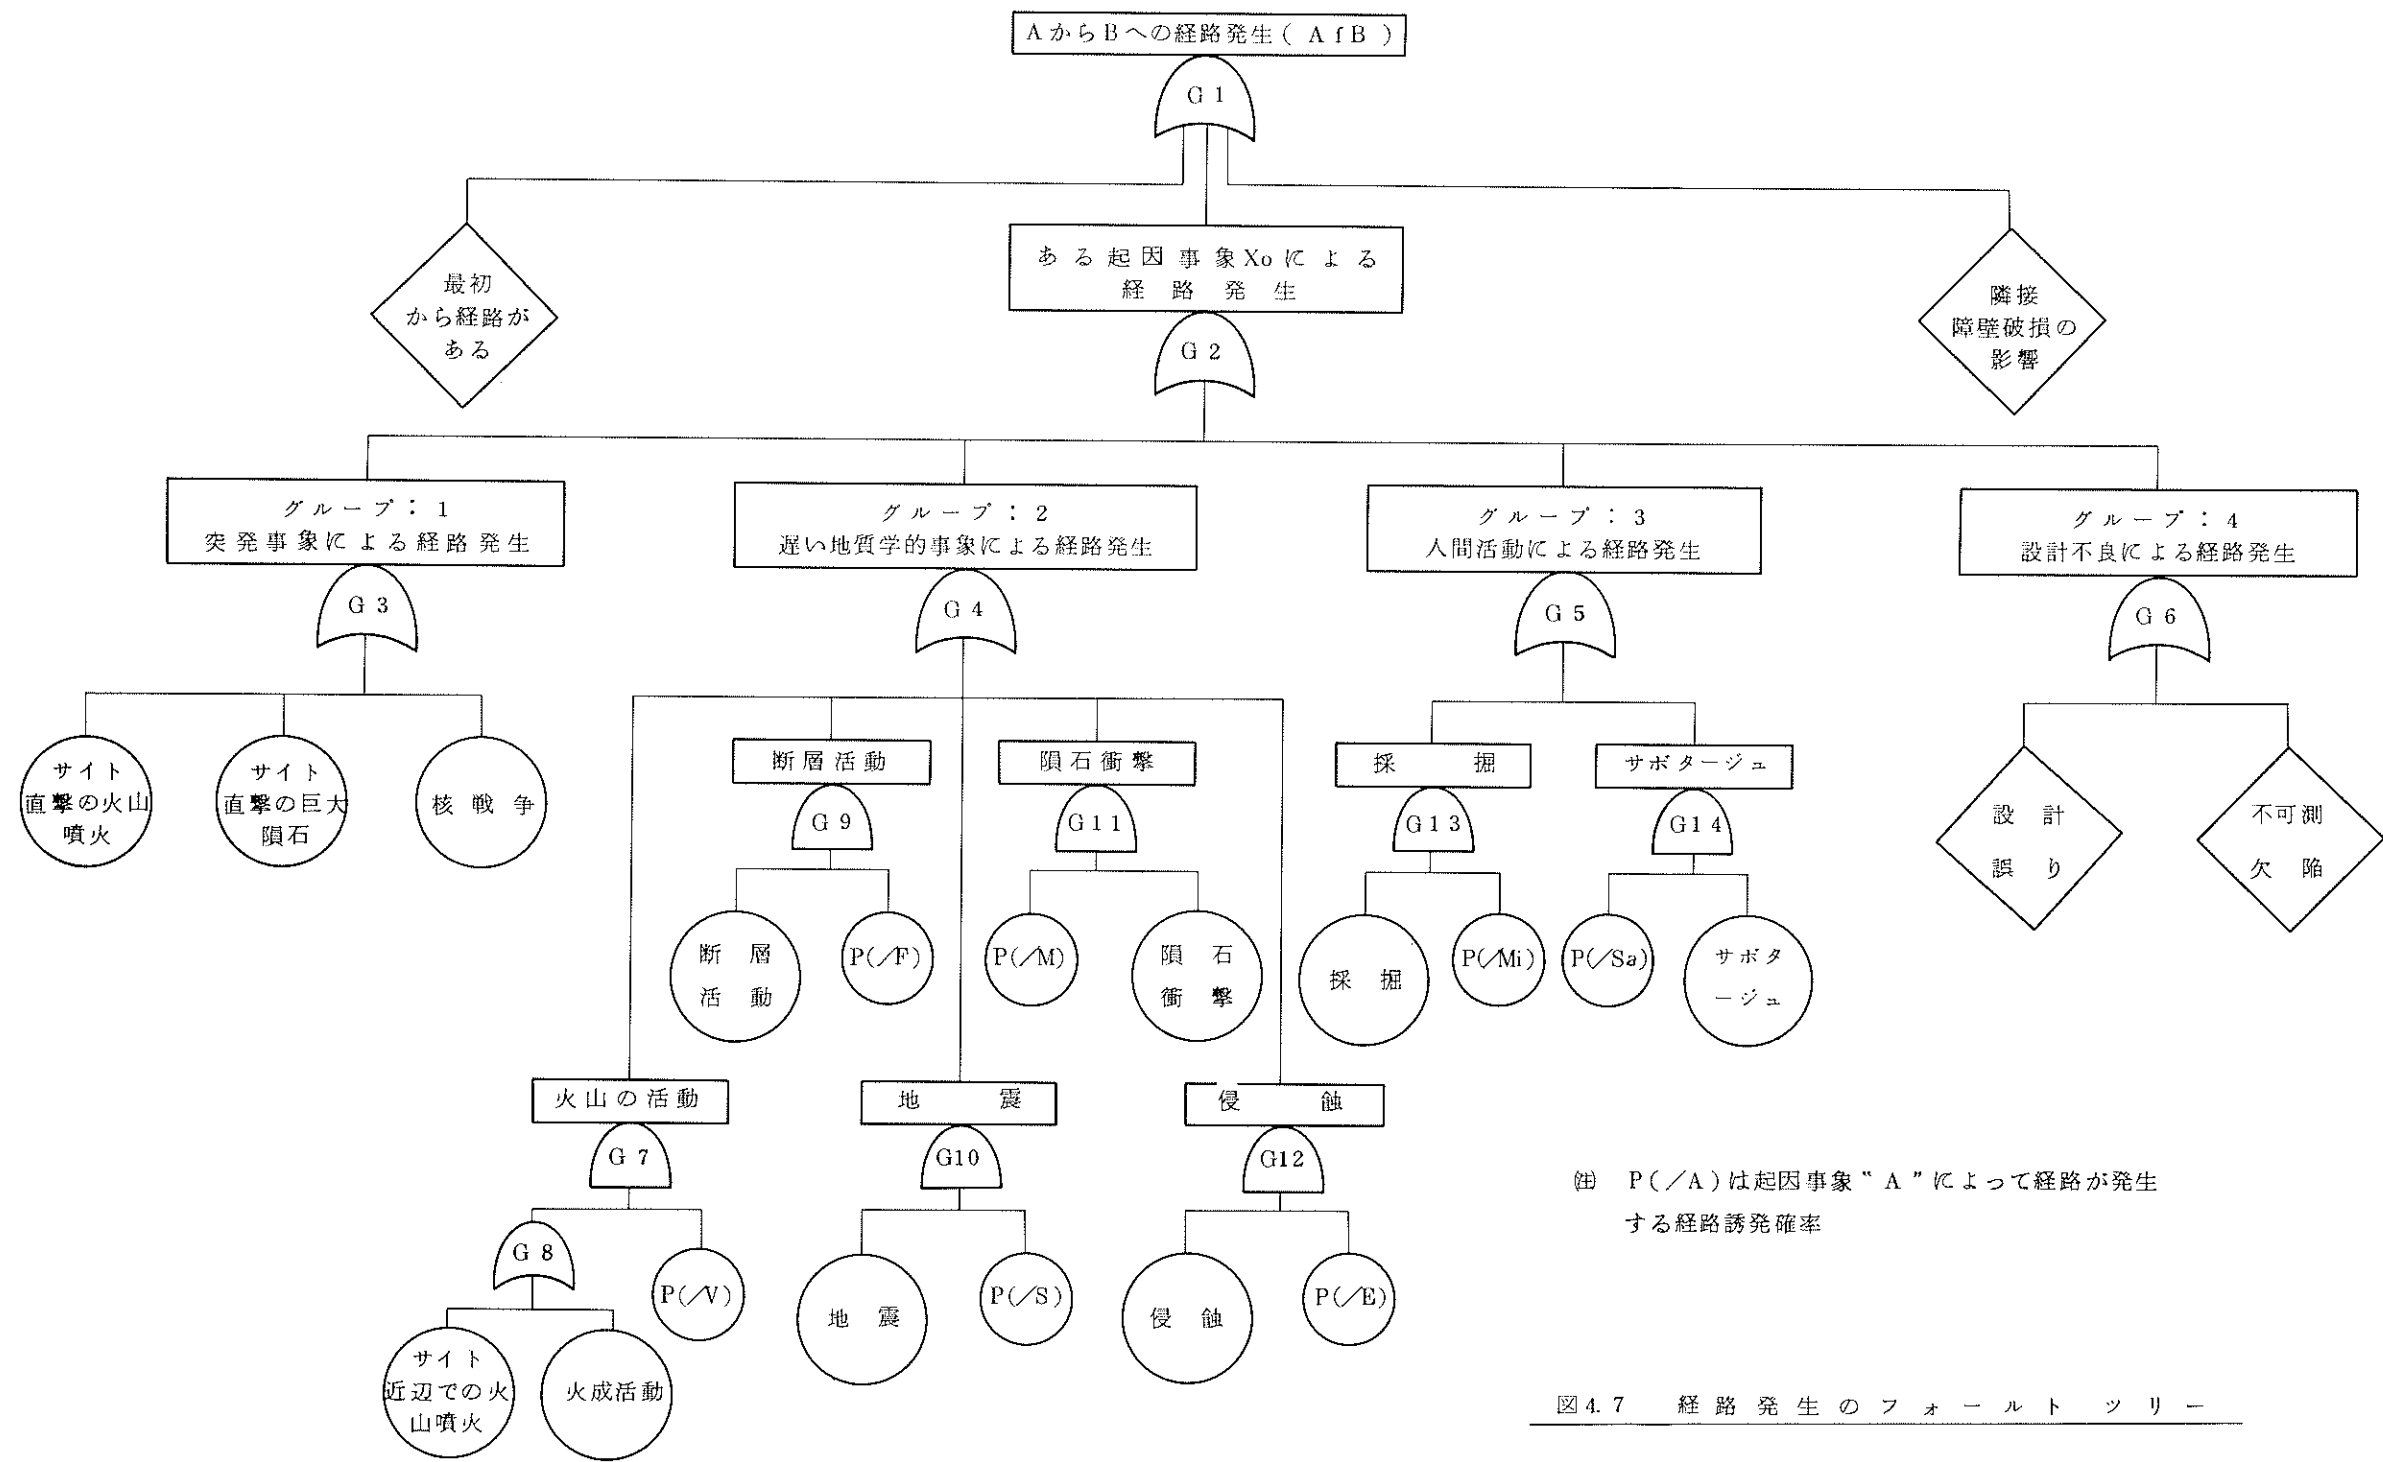 AからBへの経路発生( AfB )
G 1
最初
から経路が
ある
ある起因事象Xoによる
経路発生
隣接
障壁破損の
影響
G 2
グループ：1
突発事象による経路発生
グループ：2
遅い地質学的事象による経路発生
グループ：3
人間活動による経路発生
グループ：4
設計不良による経路発生
G 3
G 4
G 5
G 6
サイト
直撃の火山
噴火
サイト
直撃の巨大
隕石
核戦争
断層活動
隕石衝撃
採掘
サボタージュ
G 9
G11
G13
G14
設計
誤り
不可測
欠陥
断層
活動
P(/F)
P(/M)
隕石
衝撃
採掘
P(/Mi)
P(/Sa)
サボタ
ージュ
火山の活動
地震
侵蝕
G 7
G10
G12
G 8
P(/V)
地震
P(/S)
侵蝕
P(/E)
サイト
近辺での火
山噴火
火成活動
㊟ P(/A)は起因事象“A”によって経路が発生
する経路誘発確率
図4.7 経路発生のフォールト ツリー